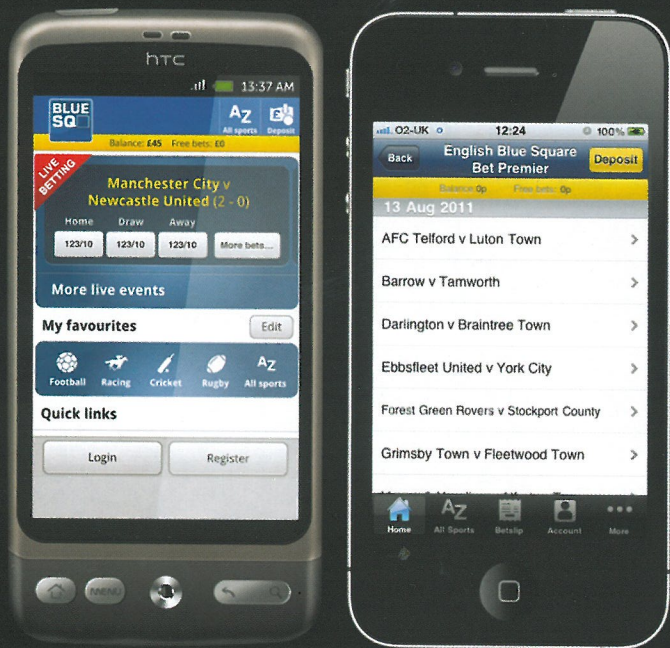 hTC
13:37 AM
BLUE
SQ
AZ
All sports
Deposit
Balance: £45 Free bets: £0
LIVE
BETTING
Manchester City v
Newcastle United (2 - 0)
Home Draw Away
123/10 123/10 123/10 More bets...
More live events
My favourites Edit
Football Racing Cricket Rugby All sports
AZ
Quick links
Login Register
MENU
O2-UK 12:24 100%
Back
English Blue Square
Bet Premier
Deposit
Balance: 0p Free bets: 0p
13 Aug 2011
AFC Telford v Luton Town
Barrow v Tamworth
Darlington v Braintree Town
Ebbsfleet United v York City
Forest Green Rovers v Stockport County
Grimsby Town v Fleetwood Town
AZ
Home All Sports Betslip Account More